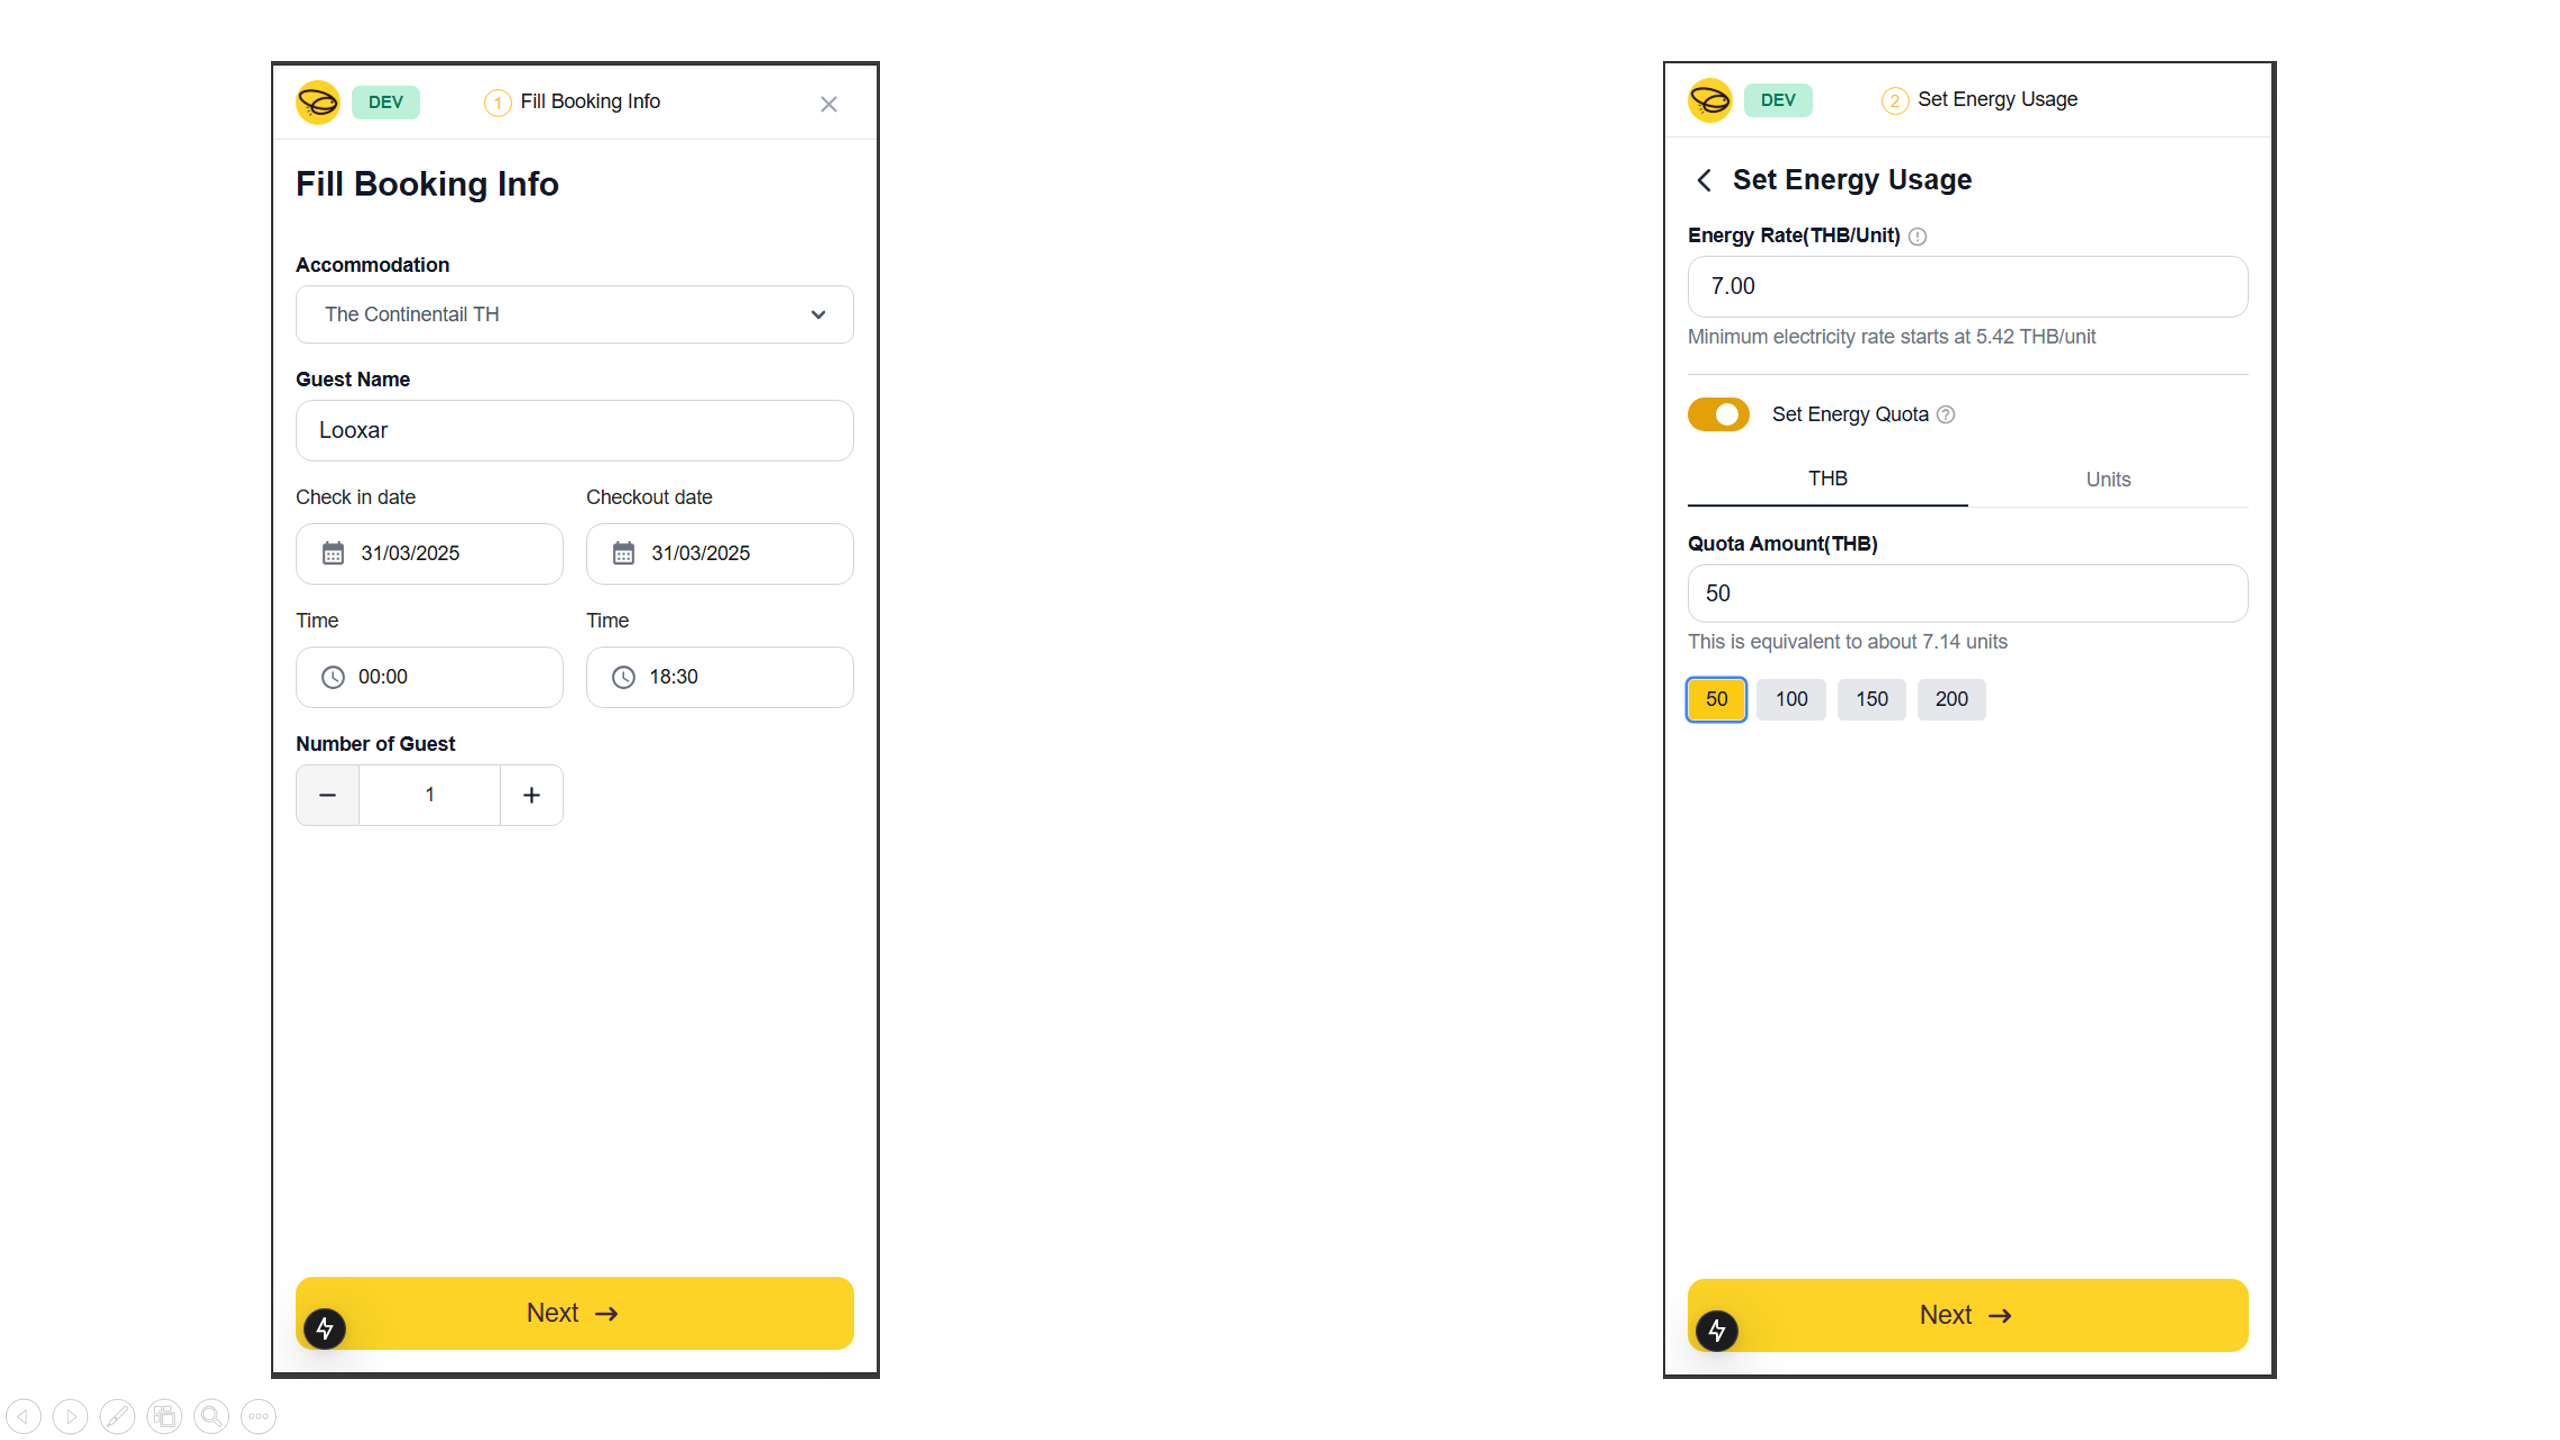 DEV
1 Fill Booking Info
Fill Booking Info
Accommodation
The Continentail TH
Guest Name
Looxar
Check in date Checkout date
31/03/2025 31/03/2025
Time Time
00:00 18:30
Number of Guest
1
Next
DEV
2 Set Energy Usage
Set Energy Usage
Energy Rate(THB/Unit)
7.00
Minimum electricity rate starts at 5.42 THB/unit
Set Energy Quota
THB Units
Quota Amount(THB)
50
This is equivalent to about 7.14 units
50 100 150 200
Next